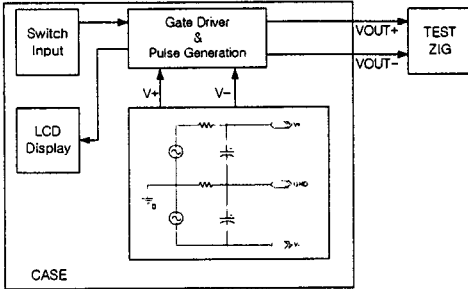 Switch
Input
Gate Driver
&
Pulse Generation
VOUT+
VOUT−
TEST
ZIG
LCD
Display
V+
V−
CASE